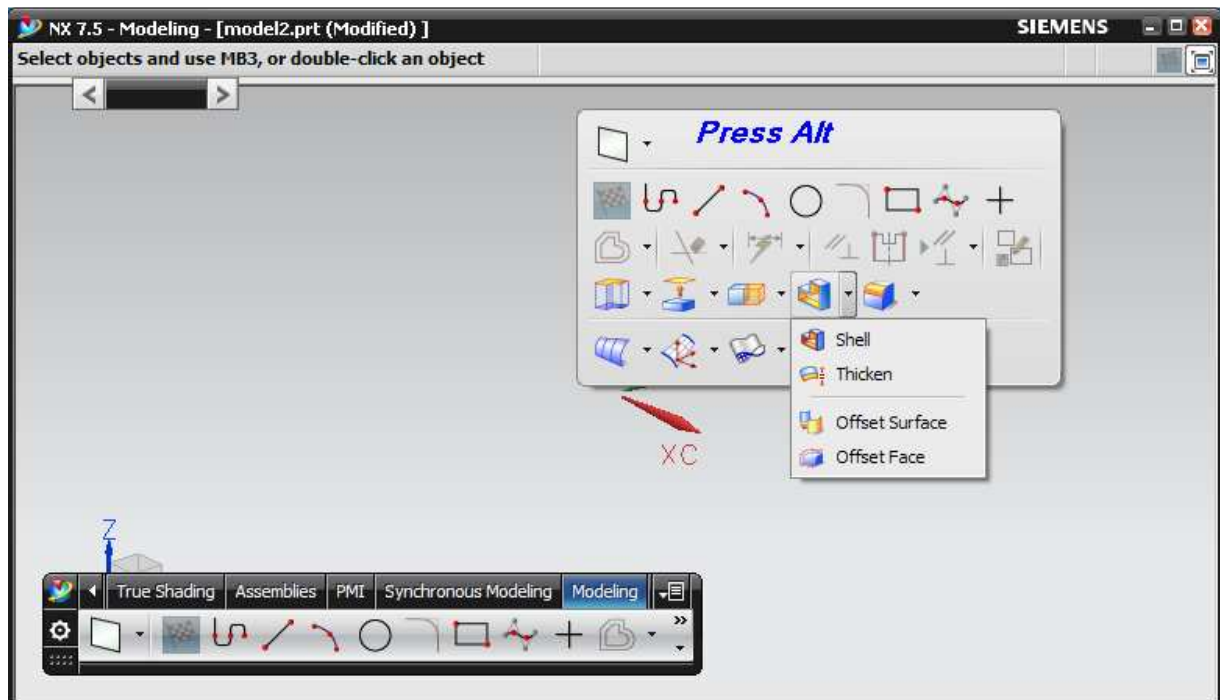 NX 7.5 - Modeling - [model2.prt (Modified) ]
SIEMENS
Select objects and use MB3, or double-click an object
Press Alt
Shell
Thicken
Offset Surface
Offset Face
XC
Z
True Shading Assemblies PMI Synchronous Modeling Modeling